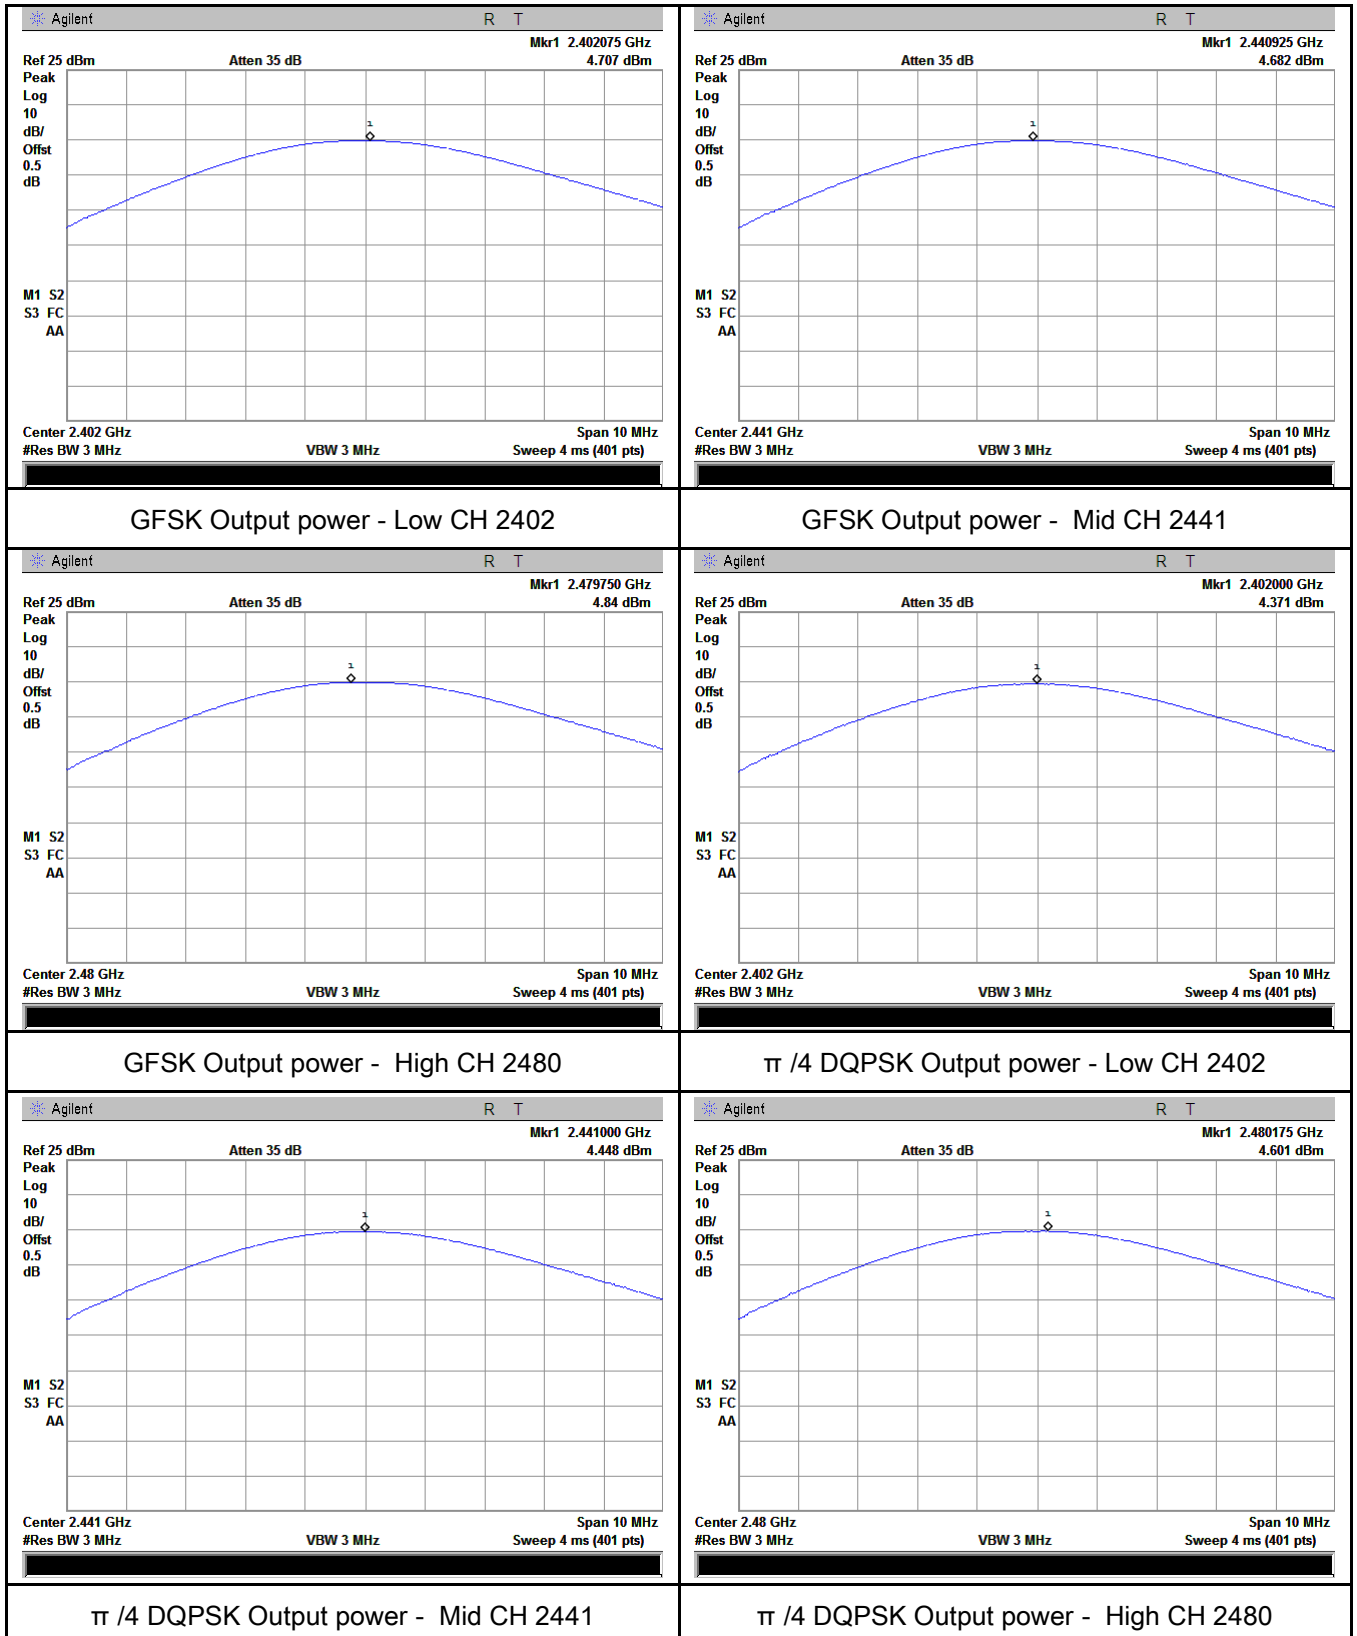 Agilent R T
Mkr1 2.402075 GHz
Ref 25 dBm Atten 35 dB 4.707 dBm
Peak
Log
10
dB/
Offst
0.5
dB
1
M1 S2
S3 FC
AA
Center 2.402 GHz Span 10 MHz
#Res BW 3 MHz VBW 3 MHz Sweep 4 ms (401 pts)
GFSK Output power - Low CH 2402
Agilent R T
Mkr1 2.440925 GHz
Ref 25 dBm Atten 35 dB 4.682 dBm
Peak
Log
10
dB/
Offst
0.5
dB
1
M1 S2
S3 FC
AA
Center 2.441 GHz Span 10 MHz
#Res BW 3 MHz VBW 3 MHz Sweep 4 ms (401 pts)
GFSK Output power - Mid CH 2441
Agilent R T
Mkr1 2.479750 GHz
Ref 25 dBm Atten 35 dB 4.84 dBm
Peak
Log
10
dB/
Offst
0.5
dB
1
M1 S2
S3 FC
AA
Center 2.48 GHz Span 10 MHz
#Res BW 3 MHz VBW 3 MHz Sweep 4 ms (401 pts)
GFSK Output power - High CH 2480
Agilent R T
Mkr1 2.402000 GHz
Ref 25 dBm Atten 35 dB 4.371 dBm
Peak
Log
10
dB/
Offst
0.5
dB
1
M1 S2
S3 FC
AA
Center 2.402 GHz Span 10 MHz
#Res BW 3 MHz VBW 3 MHz Sweep 4 ms (401 pts)
π /4 DQPSK Output power - Low CH 2402
Agilent R T
Mkr1 2.441000 GHz
Ref 25 dBm Atten 35 dB 4.448 dBm
Peak
Log
10
dB/
Offst
0.5
dB
1
M1 S2
S3 FC
AA
Center 2.441 GHz Span 10 MHz
#Res BW 3 MHz VBW 3 MHz Sweep 4 ms (401 pts)
π /4 DQPSK Output power - Mid CH 2441
Agilent R T
Mkr1 2.480175 GHz
Ref 25 dBm Atten 35 dB 4.601 dBm
Peak
Log
10
dB/
Offst
0.5
dB
1
M1 S2
S3 FC
AA
Center 2.48 GHz Span 10 MHz
#Res BW 3 MHz VBW 3 MHz Sweep 4 ms (401 pts)
π /4 DQPSK Output power - High CH 2480